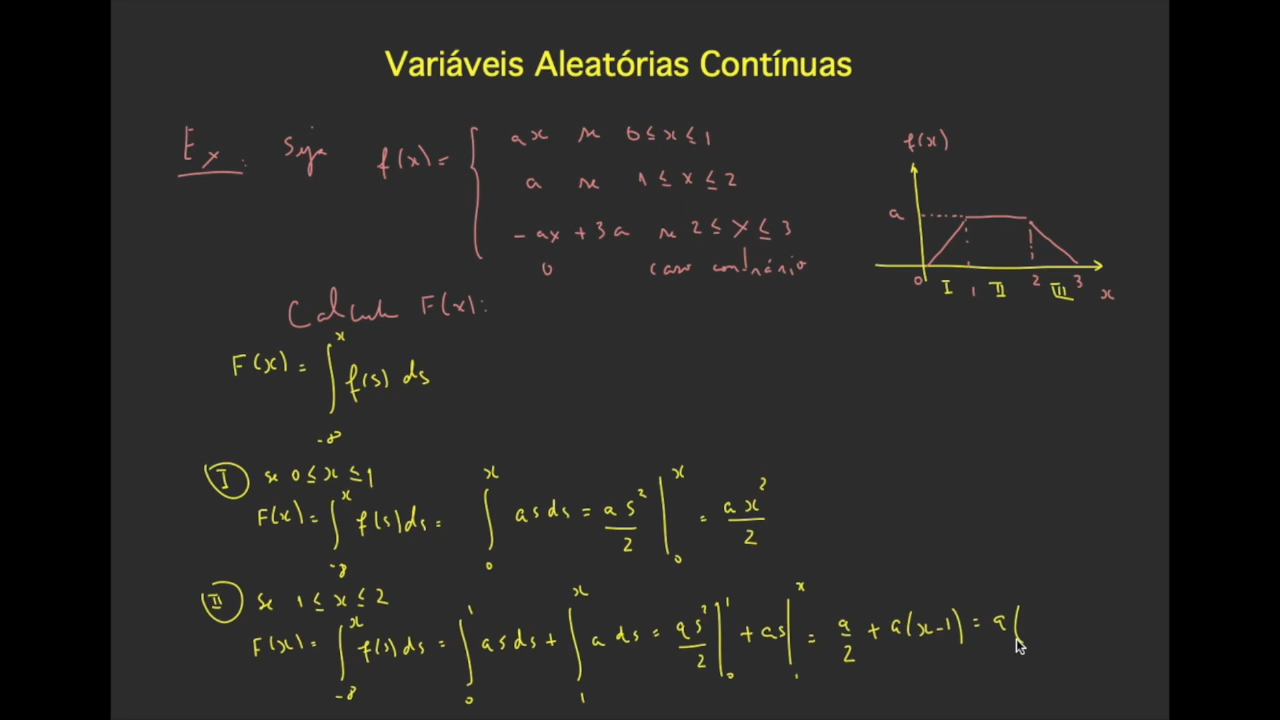 Variáveis Aleatórias Contínuas
Ex: Seja f(x) = { ax se 0 ≤ x ≤ 1
a se 1 ≤ x ≤ 2
-ax + 3a se 2 ≤ x ≤ 3
0 caso contrário
f(x)
a
0 I 1 II 2 III 3 x
Calcule F(x):
F(x) = ∫_{-∞}^{x} f(s) ds
I se 0 ≤ x ≤ 1
F(x) = ∫_{-∞}^{x} f(s) ds = ∫_{0}^{x} as ds = as²/2 |_{0}^{x} = ax²/2
II se 1 ≤ x ≤ 2
F(x) = ∫_{-∞}^{x} f(s) ds = ∫_{0}^{1} as ds + ∫_{1}^{x} a ds = as²/2 |_{0}^{1} + as |_{1}^{x} = a/2 + a(x-1) = a(